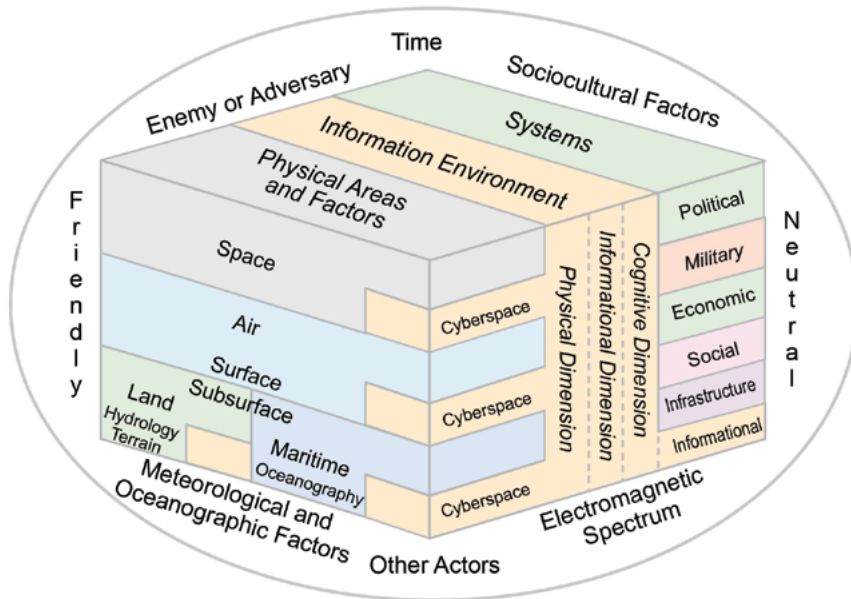 Time
Enemy or Adversary
Sociocultural Factors
Systems
Information Environment
Physical Areas
and Factors
Friendly
Neutral
Space
Air
Surface
Subsurface
Land
Hydrology
Terrain
Maritime
Oceanography
Cyberspace
Cyberspace
Cyberspace
Physical Dimension
Informational Dimension
Cognitive Dimension
Political
Military
Economic
Social
Infrastructure
Informational
Meteorological and
Oceanographic Factors
Electromagnetic
Spectrum
Other Actors